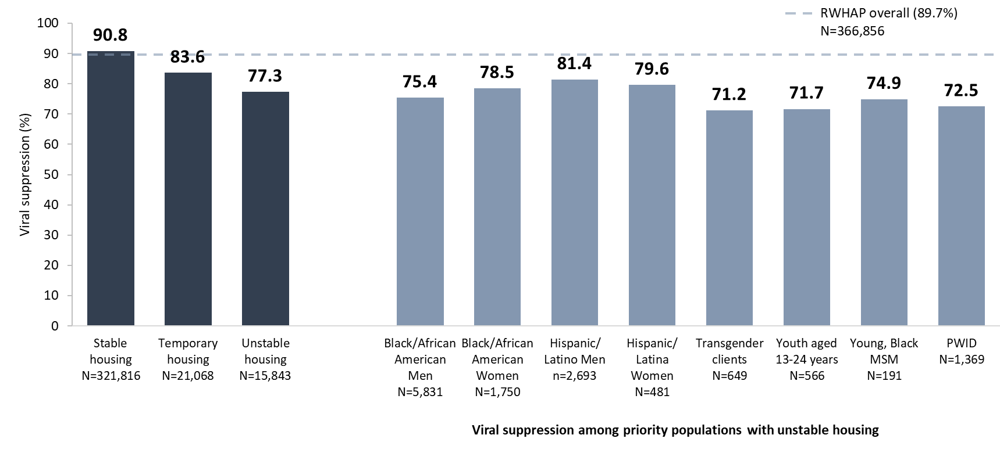 RWHAP overall (89.7%)
N=366,856
Viral suppression (%)
100
90
80
70
60
50
40
30
20
10
0
90.8
83.6
77.3
75.4
78.5
81.4
79.6
71.2
71.7
74.9
72.5
Stable
housing
N=321,816
Temporary
housing
N=21,068
Unstable
housing
N=15,843
Black/African
American
Men
N=5,831
Black/African
American
Women
N=1,750
Hispanic/
Latino Men
n=2,693
Hispanic/
Latina
Women
N=481
Transgender
clients
N=649
Youth aged
13-24 years
N=566
Young, Black
MSM
N=191
PWID
N=1,369
Viral suppression among priority populations with unstable housing